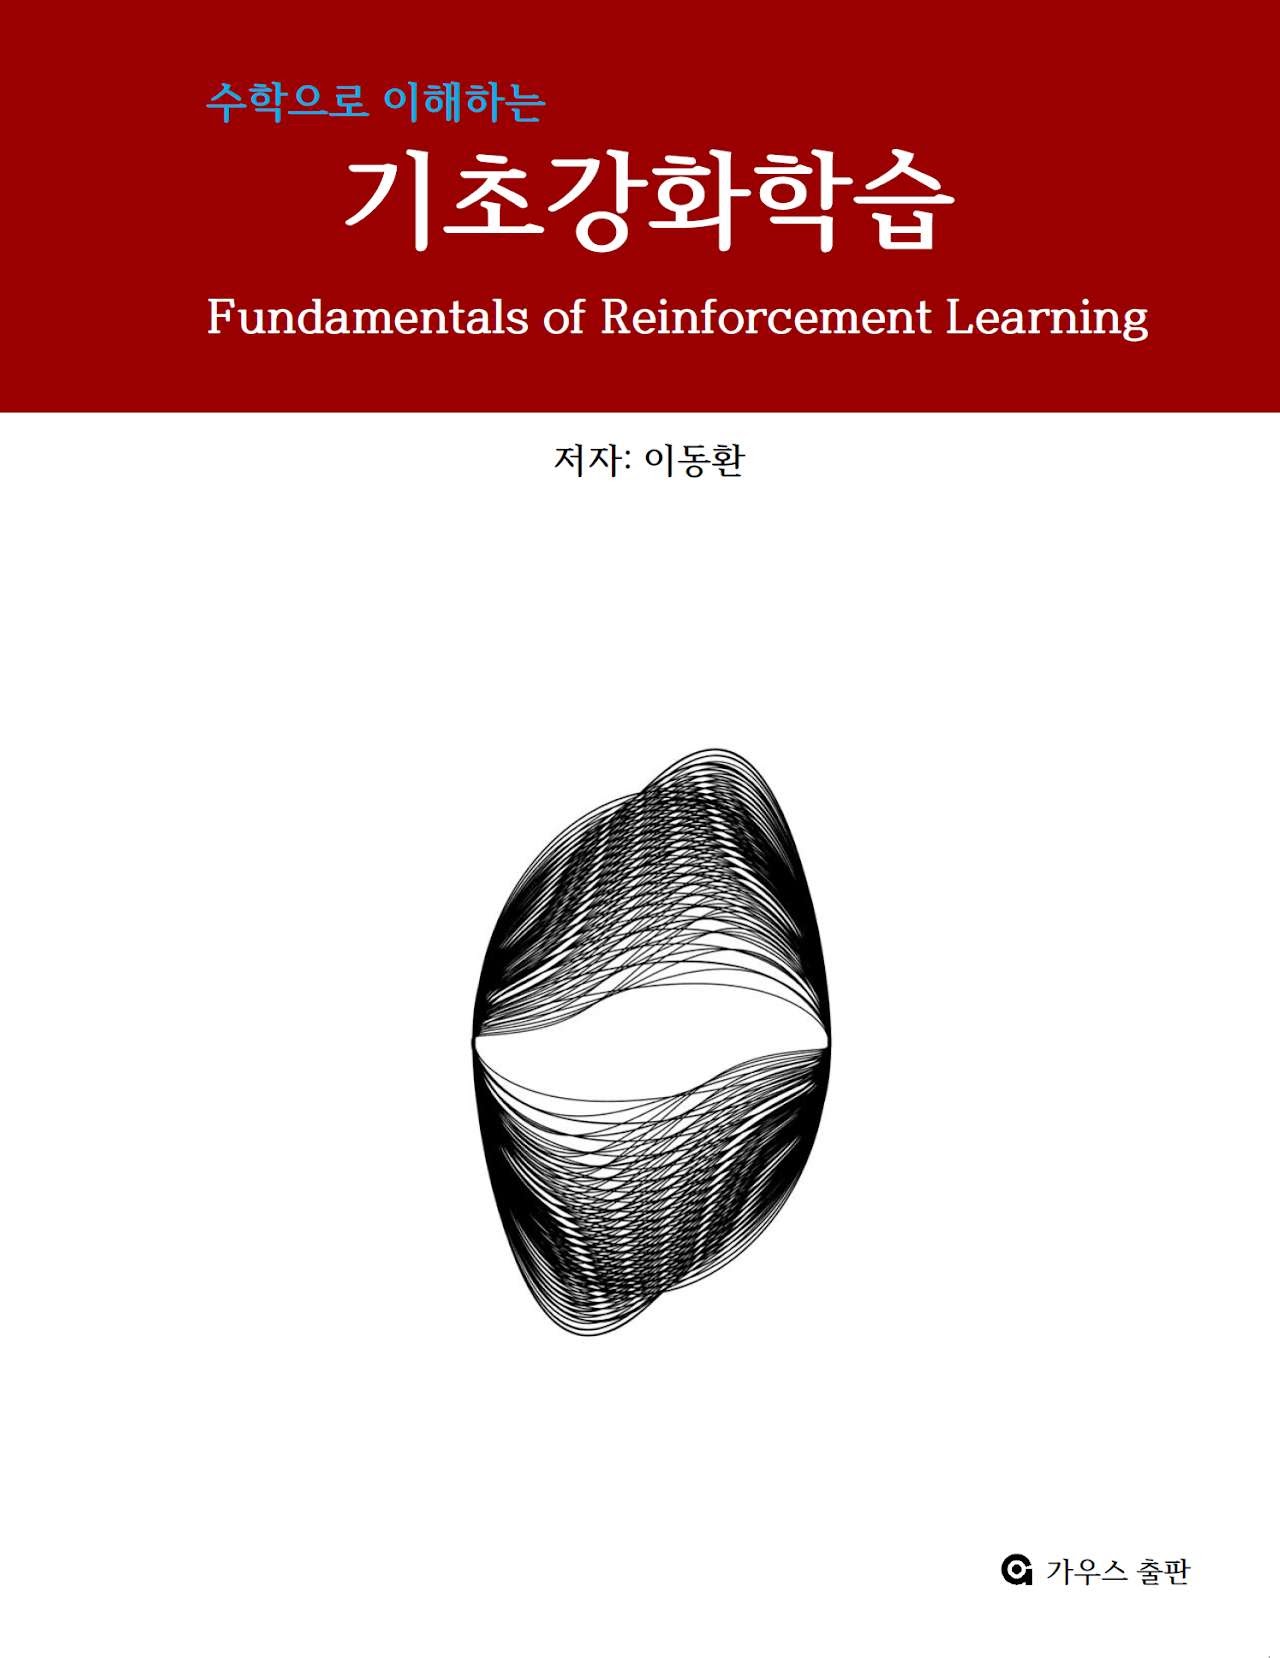 수학으로 이해하는
기초강화학습
Fundamentals of Reinforcement Learning
저자: 이동환
가우스 출판